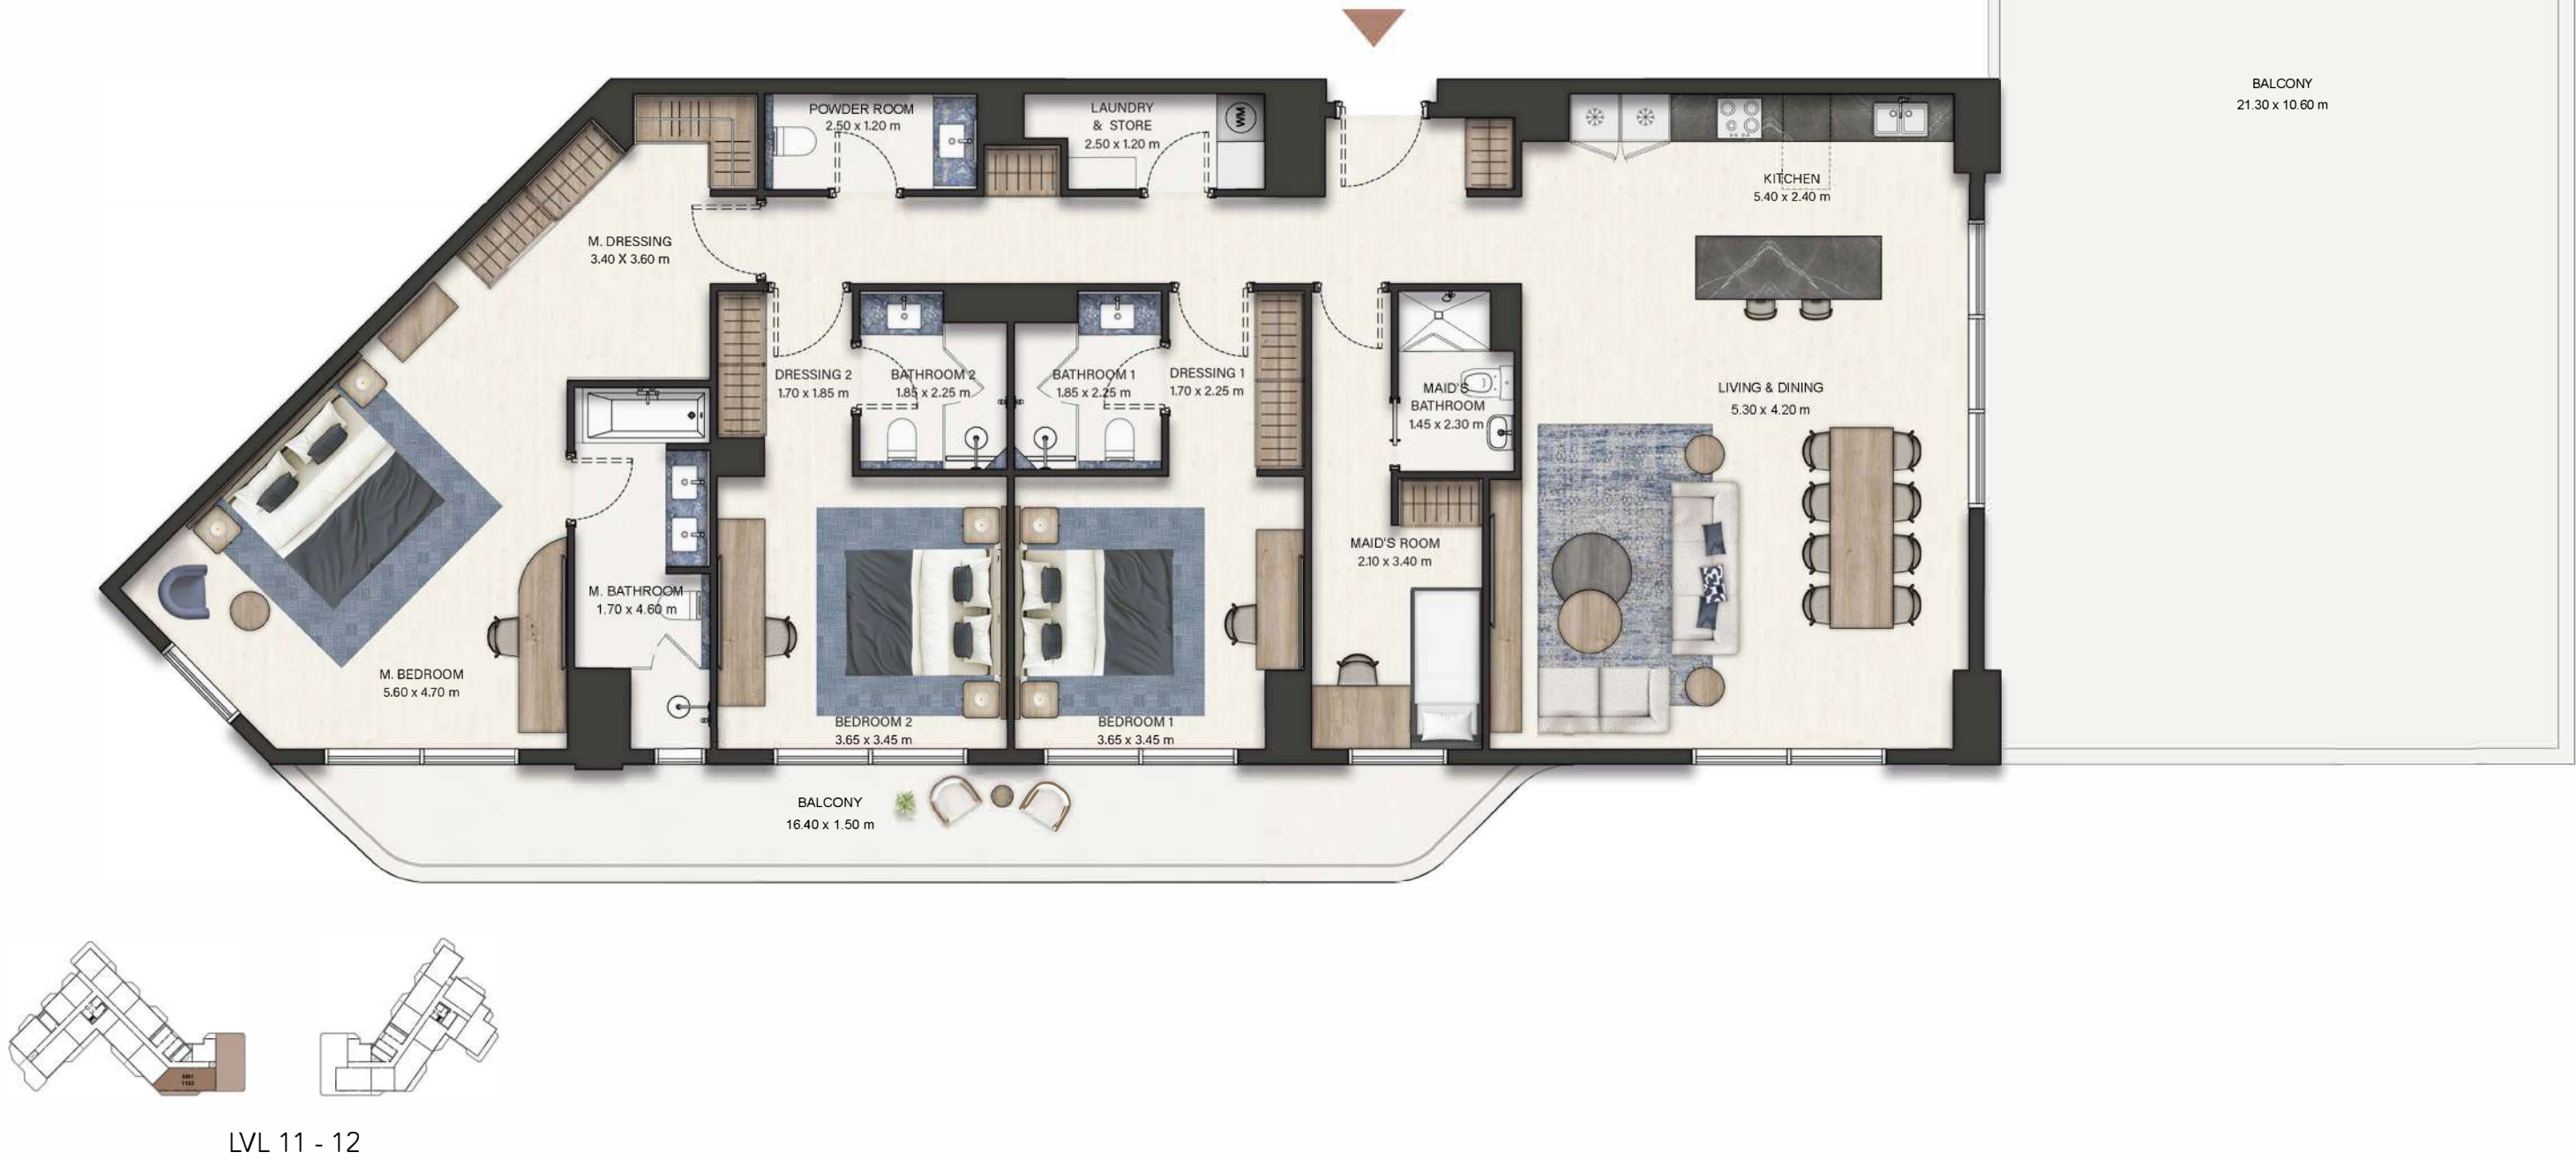 BALCONY
21.30 x 10.60 m
POWDER ROOM
2.50 x 1.20 m
LAUNDRY
& STORE
2.50 x 1.20 m
WM
KITCHEN
5.40 x 2.40 m
M. DRESSING
3.40 X 3.60 m
DRESSING 2
1.70 x 1.85 m
BATHROOM 2
1.85 x 2.25 m
BATHROOM 1
1.85 x 2.25 m
DRESSING 1
1.70 x 2.25 m
MAID'S
BATHROOM
1.45 x 2.30 m
LIVING & DINING
5.30 x 4.20 m
MAID'S ROOM
2.10 x 3.40 m
M. BATHROOM
1.70 x 4.60 m
M. BEDROOM
5.60 x 4.70 m
BEDROOM 2
3.65 x 3.45 m
BEDROOM 1
3.65 x 3.45 m
BALCONY
16.40 x 1.50 m
LVL 11 - 12